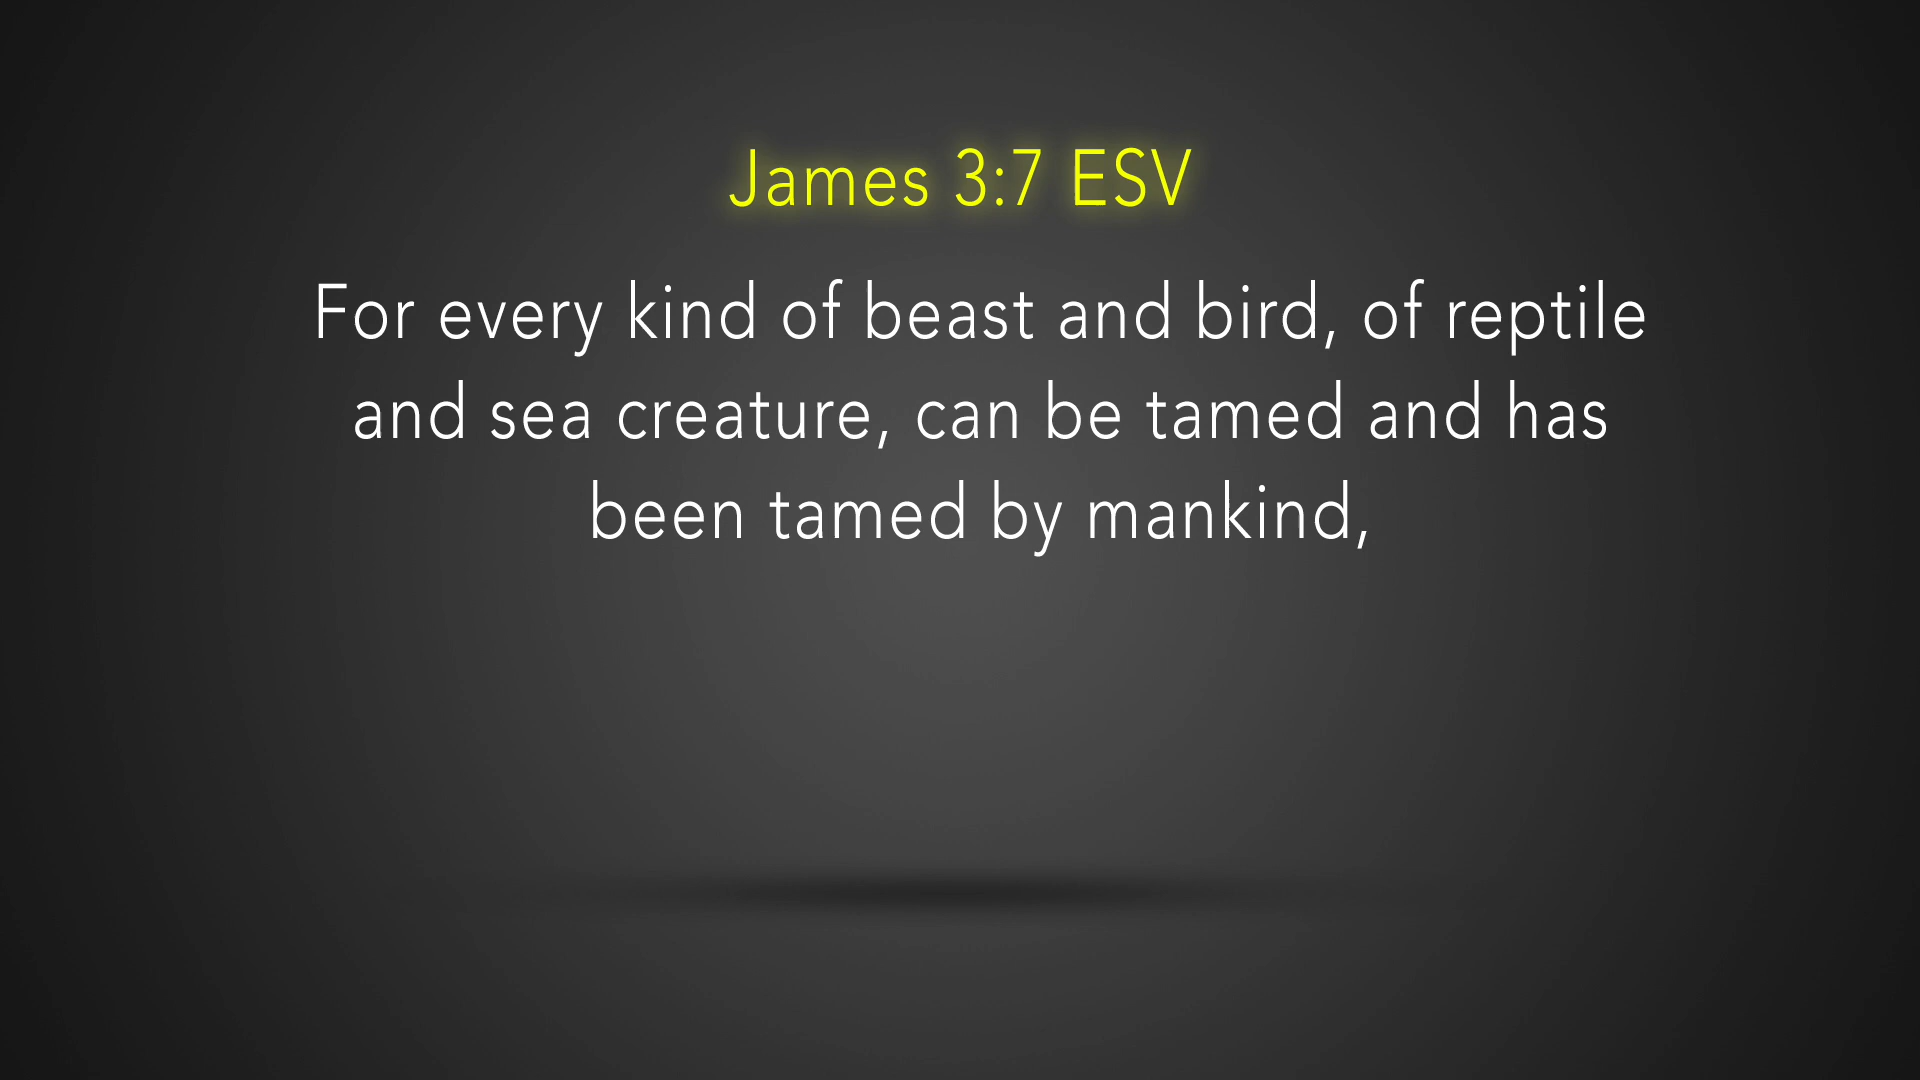 James 3:7 ESV
For every kind of beast and bird, of reptile
and sea creature, can be tamed and has
been tamed by mankind,